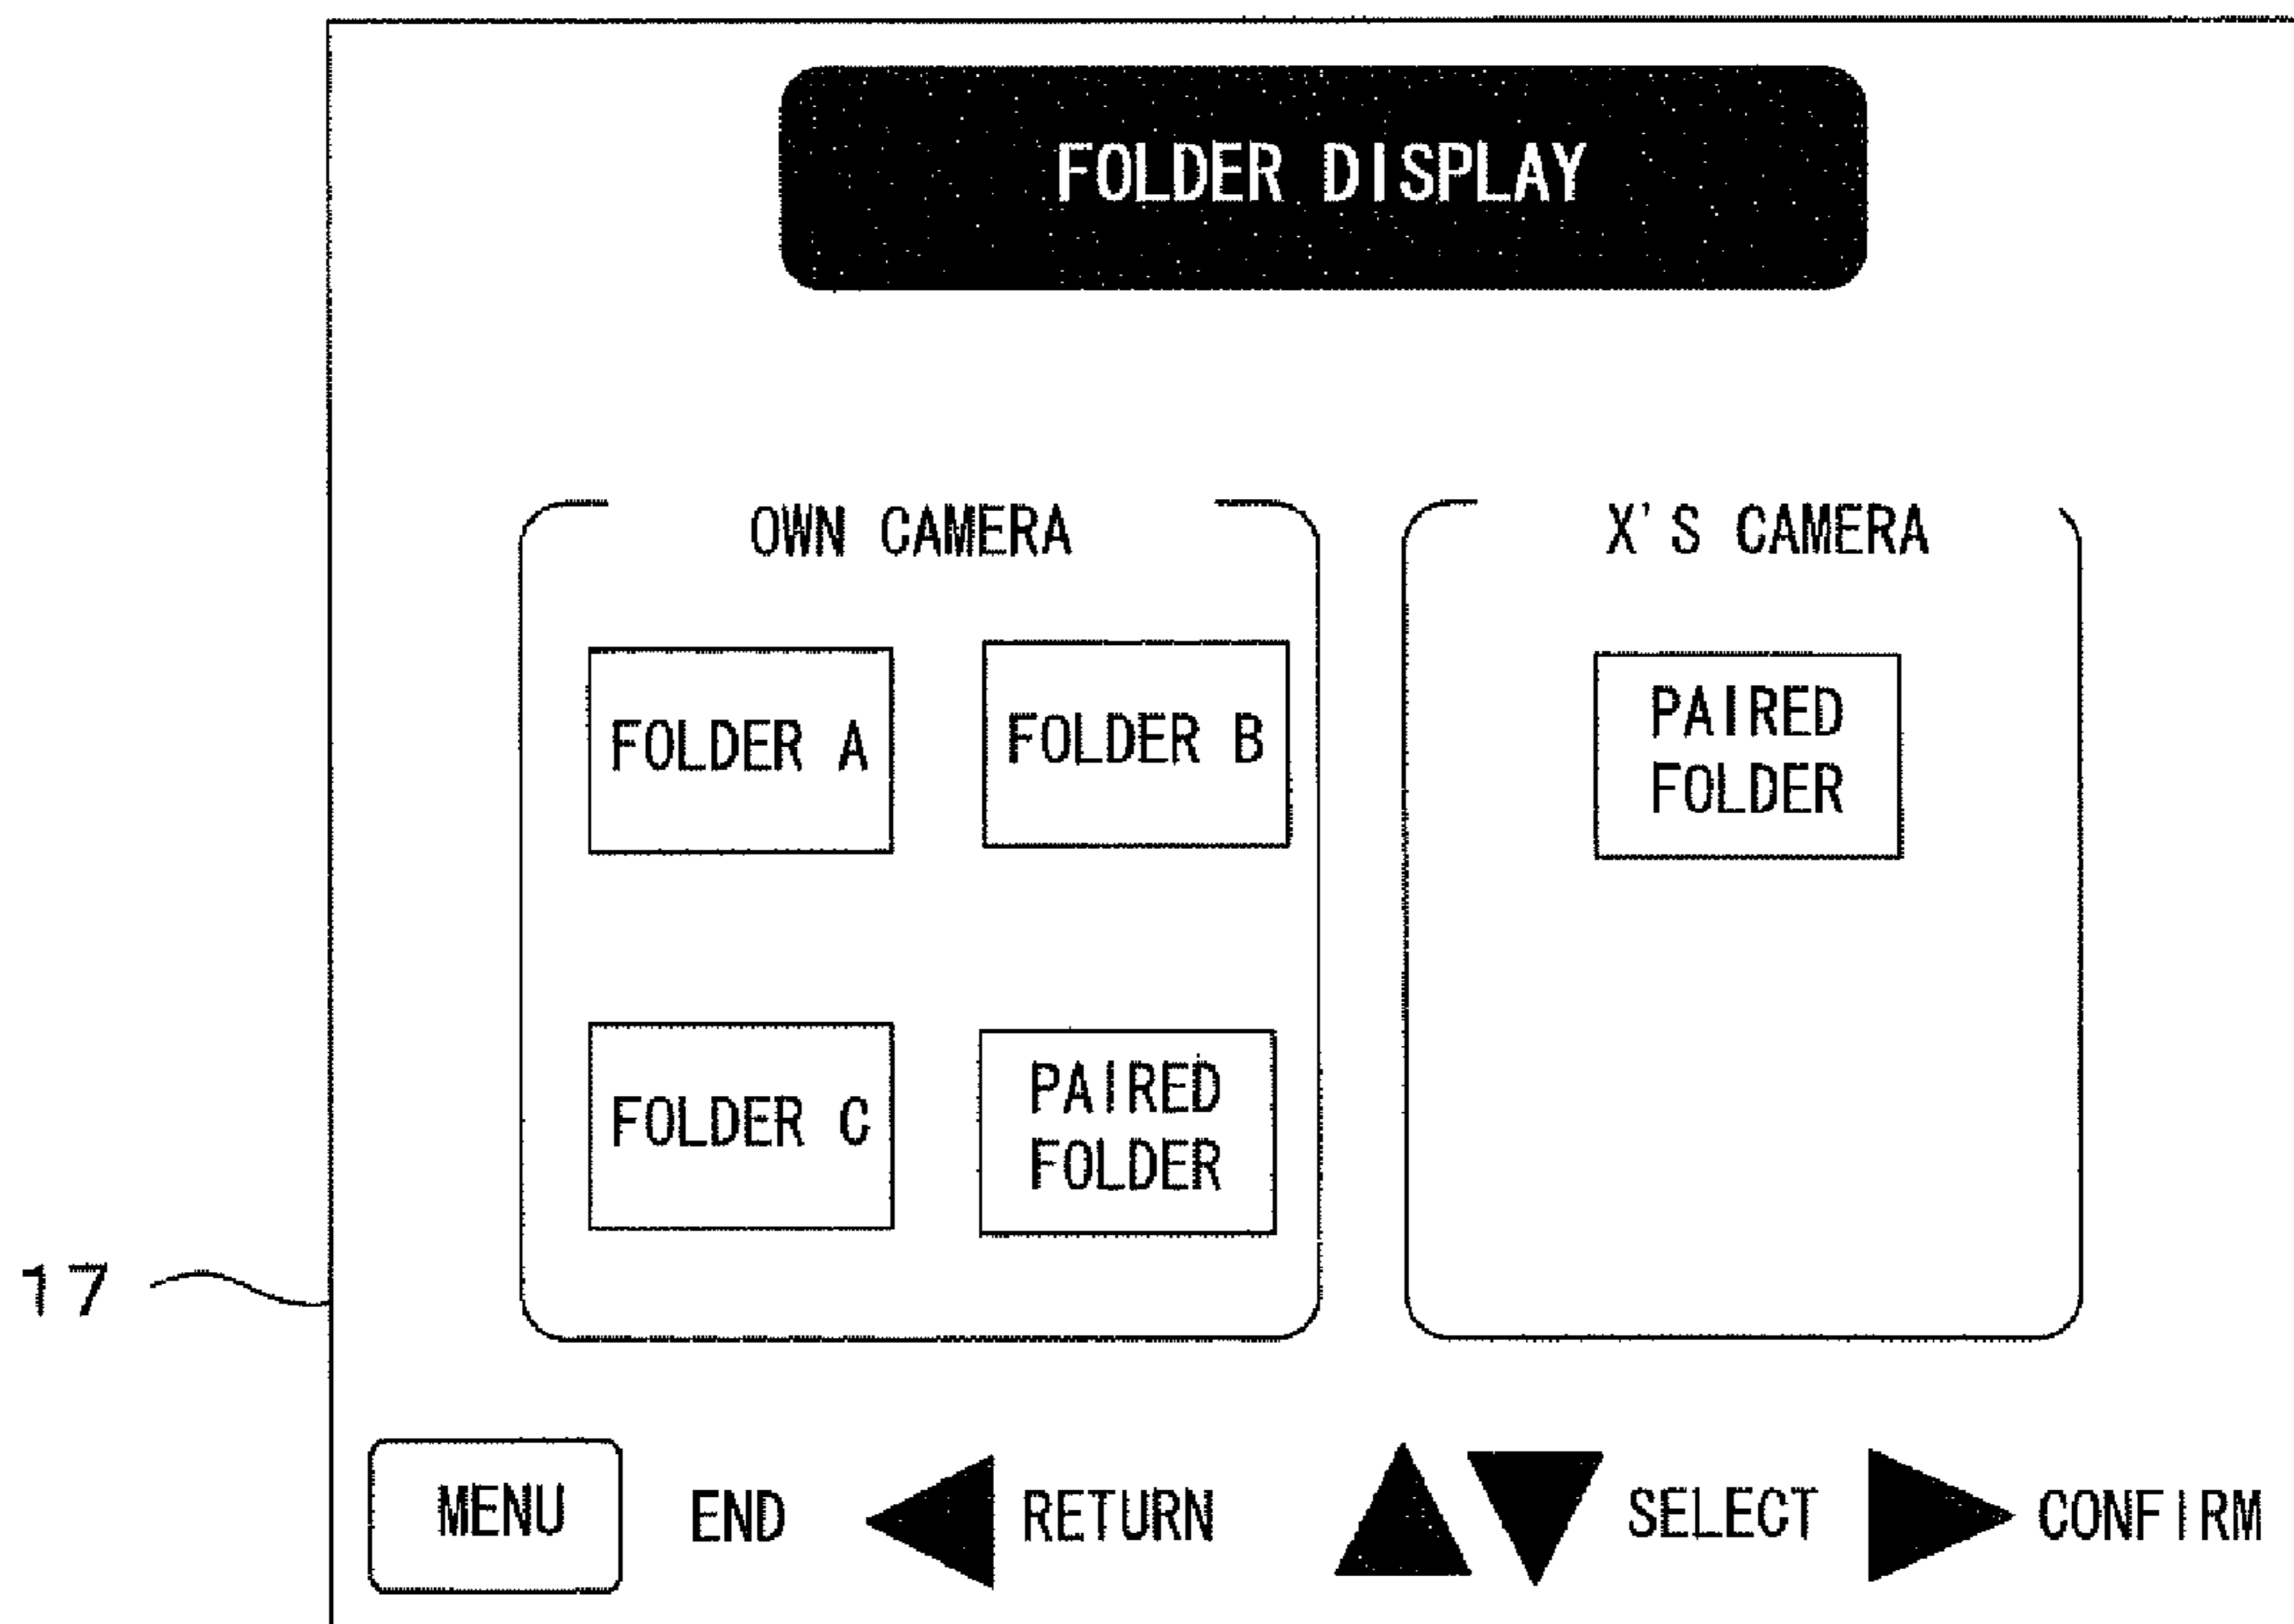 FOLDER DISPLAY
OWN CAMERA
X'S CAMERA
FOLDER A
FOLDER B
PAIRED
FOLDER
FOLDER C
PAIRED
FOLDER
17
MENU END RETURN SELECT CONFIRM